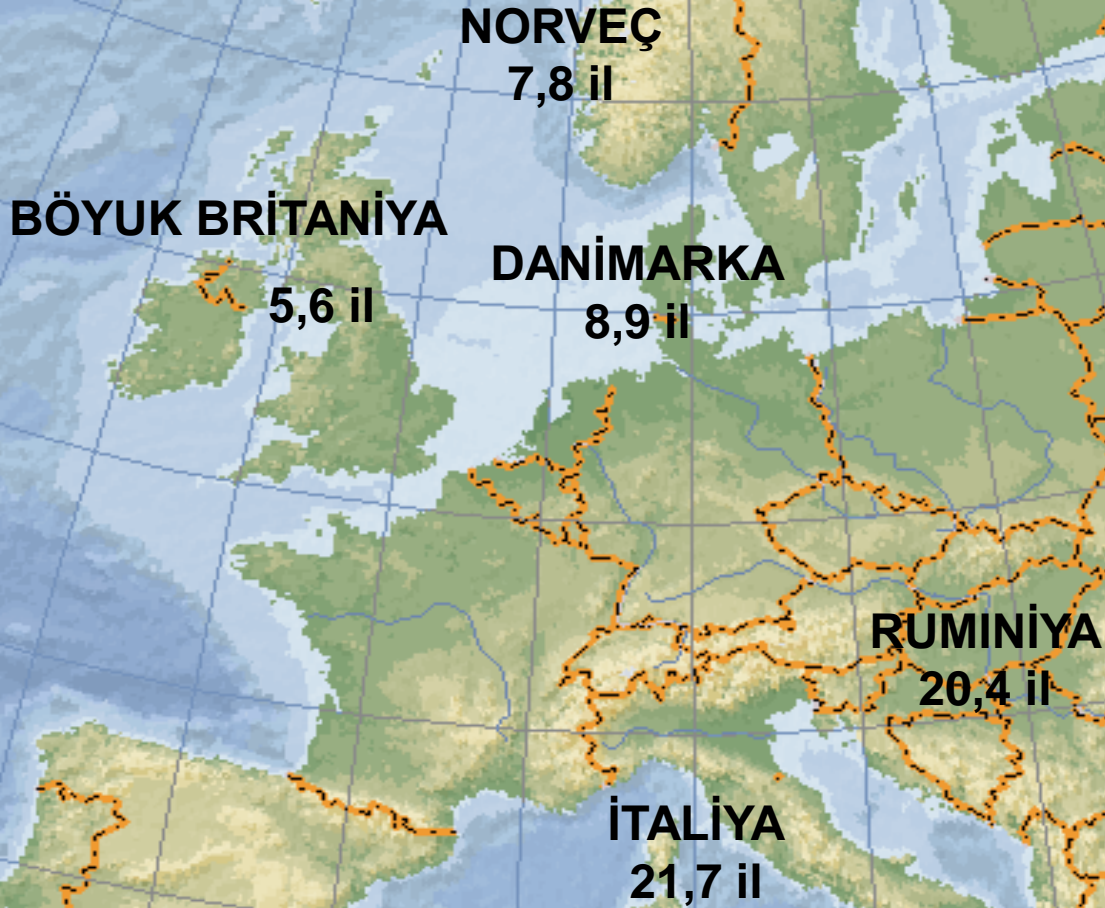 NORVEÇ
7,8 il
BÖYUK BRİTANİYA
5,6 il
DANİMARKA
8,9 il
RUMINİYA
20,4 il
İTALİYA
21,7 il